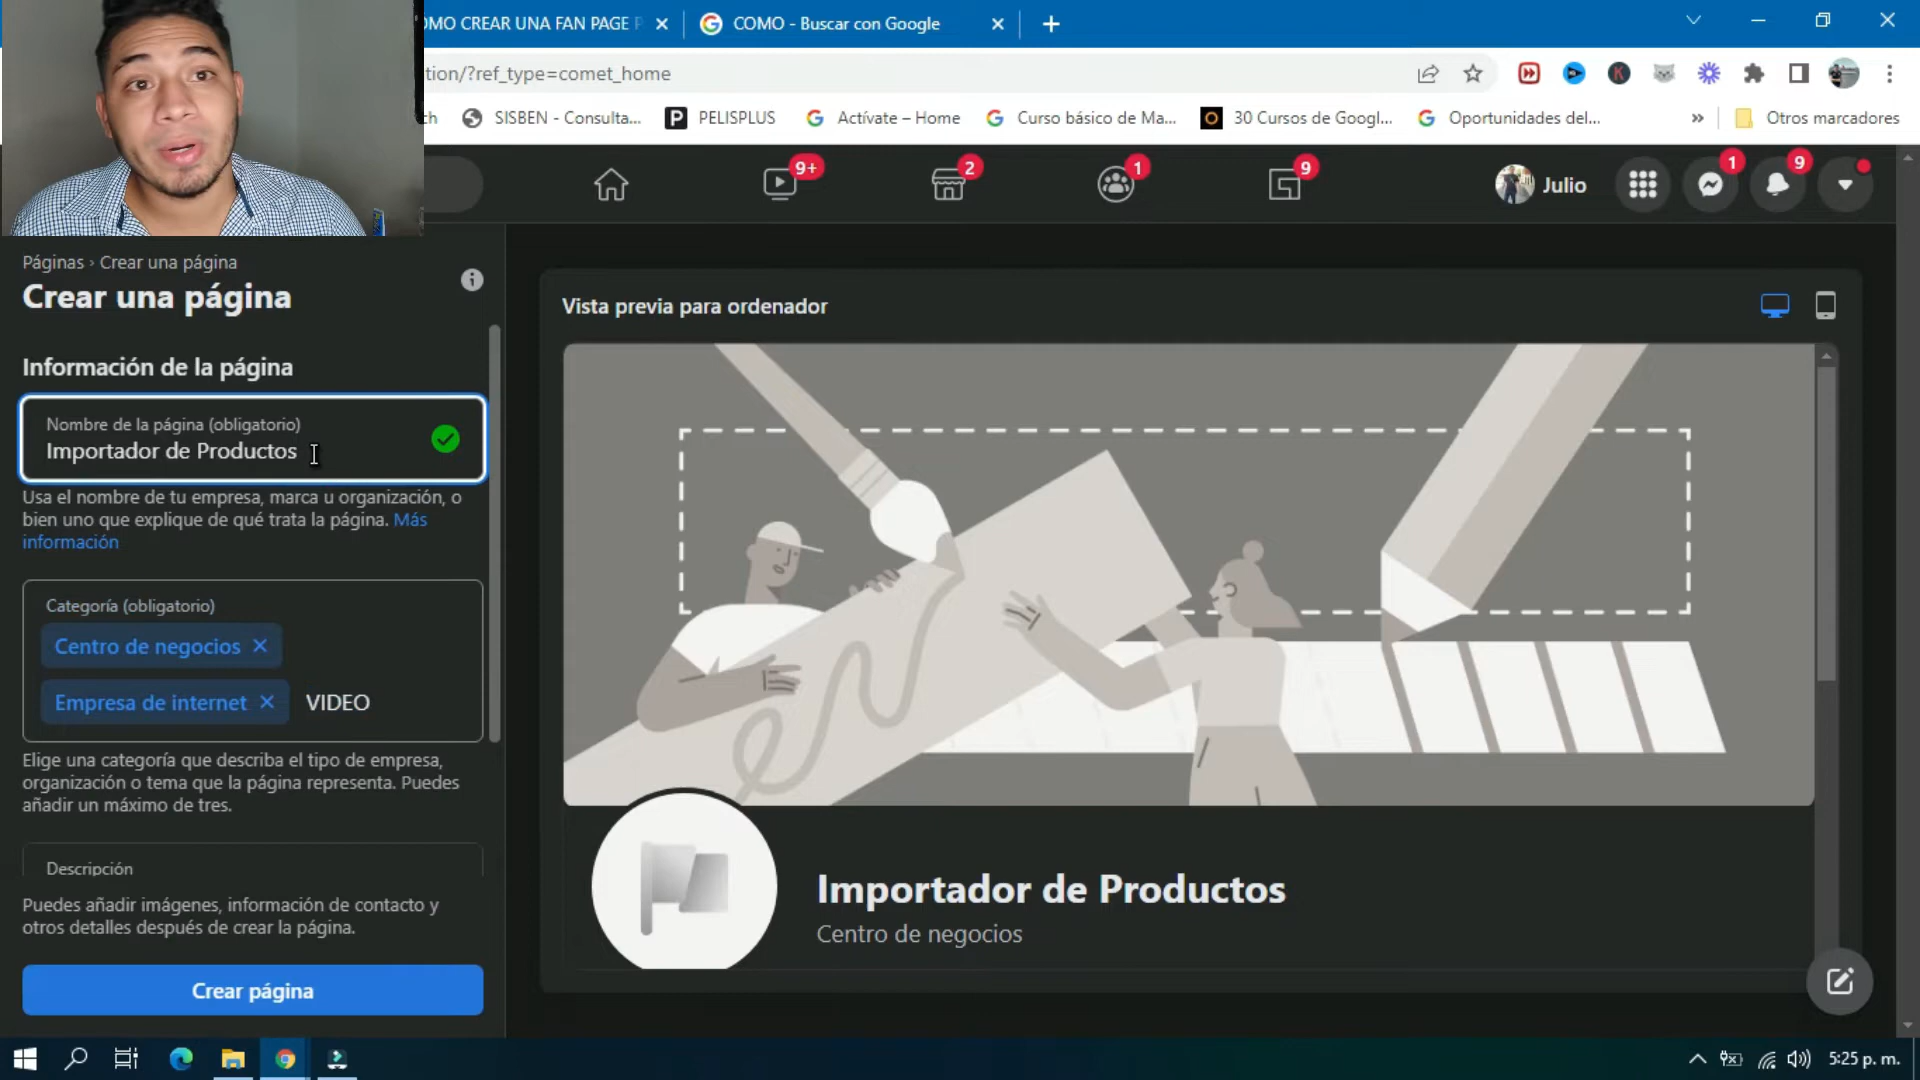 OMO CREAR UNA FAN PAGE P
COMO - Buscar con Google
tion/?ref_type=comet_home
ch
SISBEN - Consulta...
PELISPLUS
Actívate – Home
Curso básico de Ma...
30 Cursos de Googl...
Oportunidades del...
»
Otros marcadores
9+
2
1
9
Julio
1
9
Páginas › Crear una página
Crear una página
Información de la página
Nombre de la página (obligatorio)
Importador de Productos
Usa el nombre de tu empresa, marca u organización, o
bien uno que explique de qué trata la página. Más
información
Categoría (obligatorio)
Centro de negocios
Empresa de internet VIDEO
Elige una categoría que describa el tipo de empresa,
organización o tema que la página representa. Puedes
añadir un máximo de tres.
Descripción
Puedes añadir imágenes, información de contacto y
otros detalles después de crear la página.
Crear página
Vista previa para ordenador
Importador de Productos
Centro de negocios
5:25 p. m.